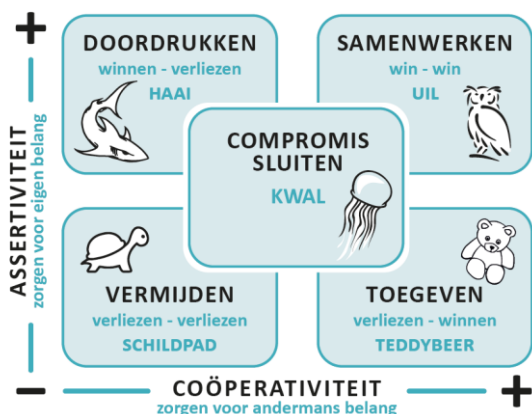 +
DOORDRUKKEN
winnen - verliezen
HAAI
SAMENWERKEN
win - win
UIL
COMPROMIS
SLUITEN
KWAL
VERMIJDEN
verliezen - verliezen
SCHILDPAD
TOEGEVEN
verliezen - winnen
TEDDYBEER
ASSERTIVITEIT
zorgen voor eigen belang
–
COÖPERATIVITEIT
zorgen voor andermans belang
+